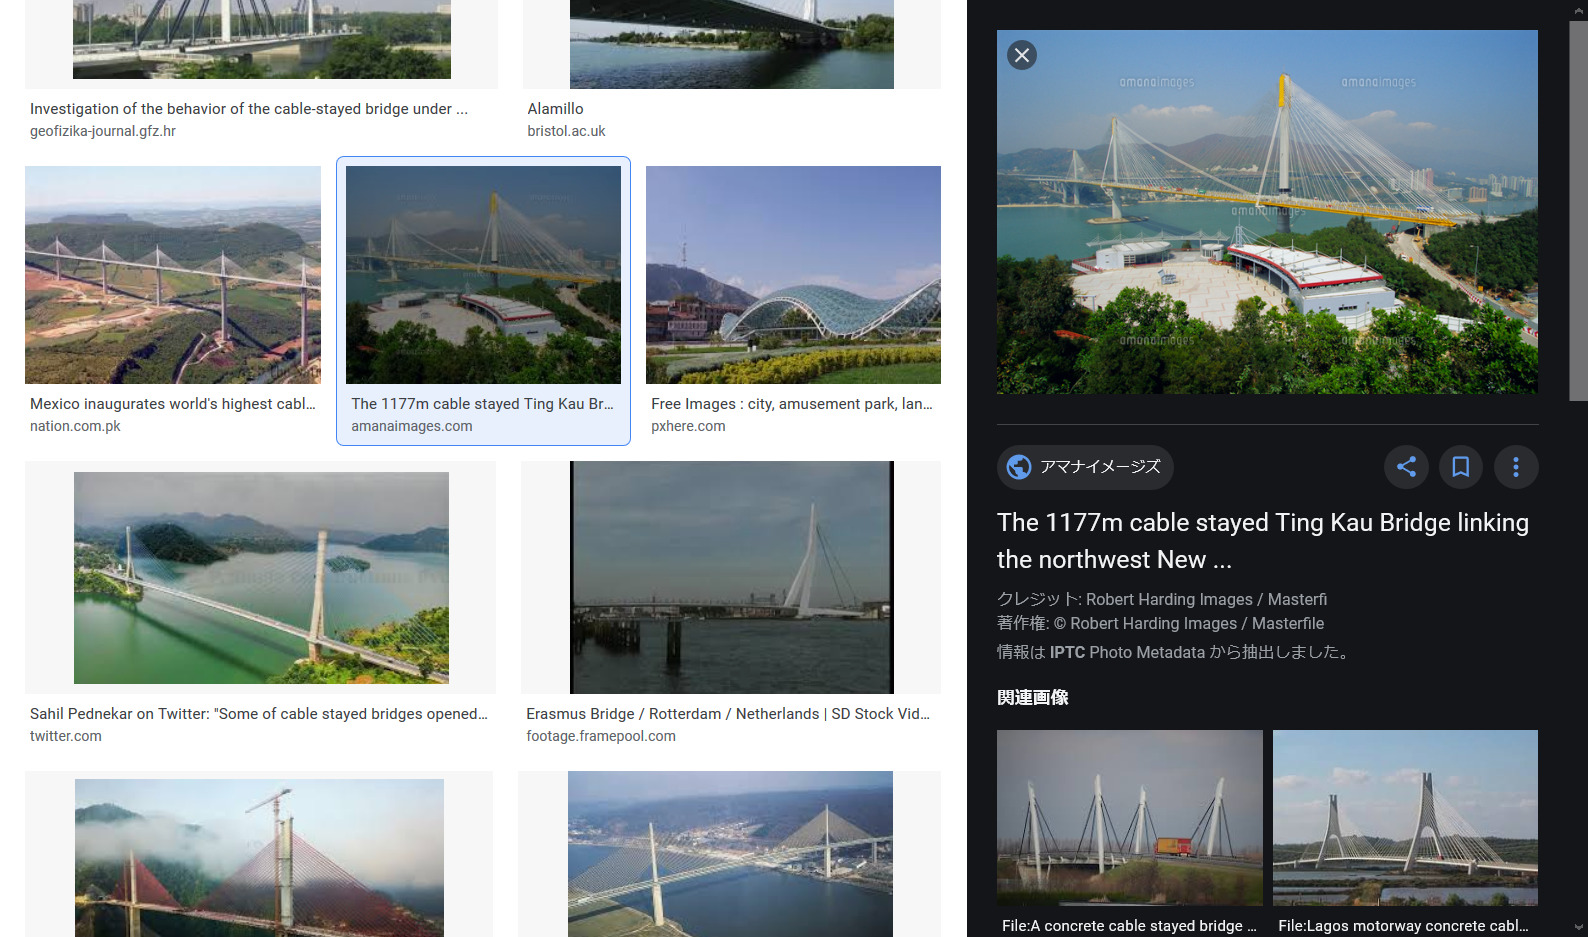 Investigation of the behavior of the cable-stayed bridge under ...
geofizika-journal.gfz.hr
Alamillo
bristol.ac.uk
Mexico inaugurates world's highest cabl...
nation.com.pk
The 1177m cable stayed Ting Kau Br...
amanaimages.com
Free Images : city, amusement park, lan...
pxhere.com
Sahil Pednekar on Twitter: "Some of cable stayed bridges opened...
twitter.com
Erasmus Bridge / Rotterdam / Netherlands | SD Stock Vid...
footage.framepool.com
amanaimages
amanaimages
amanaimages
amanaimages
amanaimages
アマナイメージズ
The 1177m cable stayed Ting Kau Bridge linking
the northwest New ...
クレジット: Robert Harding Images / Masterfi
著作権: © Robert Harding Images / Masterfile
情報は IPTC Photo Metadata から抽出しました。
関連画像
File:A concrete cable stayed bridge ...
File:Lagos motorway concrete cabl...